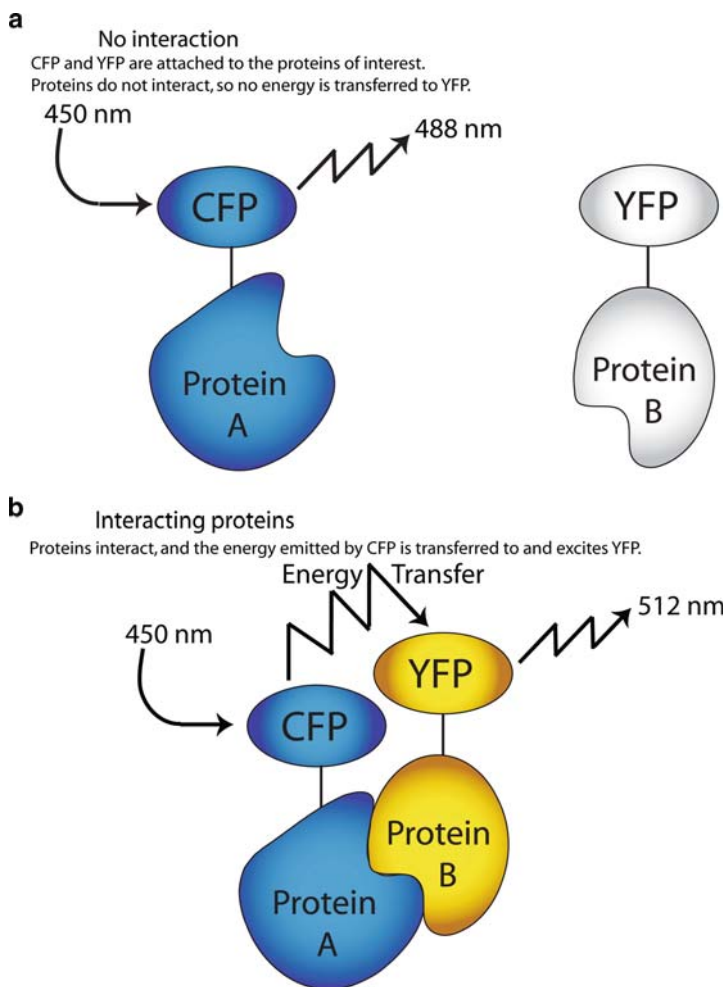 a
No interaction
CFP and YFP are attached to the proteins of interest.
Proteins do not interact, so no energy is transferred to YFP.
450 nm
488 nm
CFP
YFP
Protein
A
Protein
B
b
Interacting proteins
Proteins interact, and the energy emitted by CFP is transferred to and excites YFP.
Energy Transfer
450 nm
512 nm
YFP
CFP
Protein
B
Protein
A